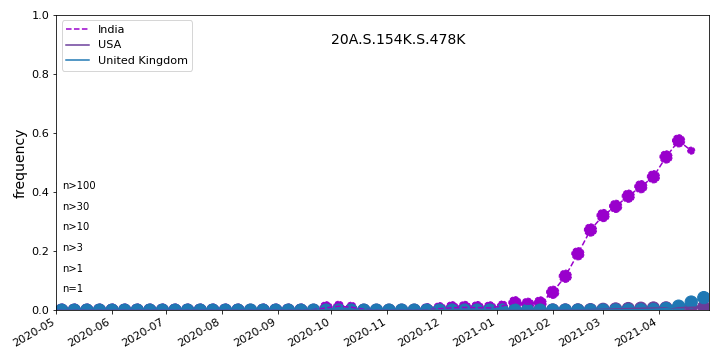 1.0
0.8
0.6
0.4
0.2
0.0
frequency
India
USA
United Kingdom
20A.S.154K.S.478K
n>100
n>30
n>10
n>3
n>1
n=1
2020-05
2020-06
2020-07
2020-08
2020-09
2020-10
2020-11
2020-12
2021-01
2021-02
2021-03
2021-04